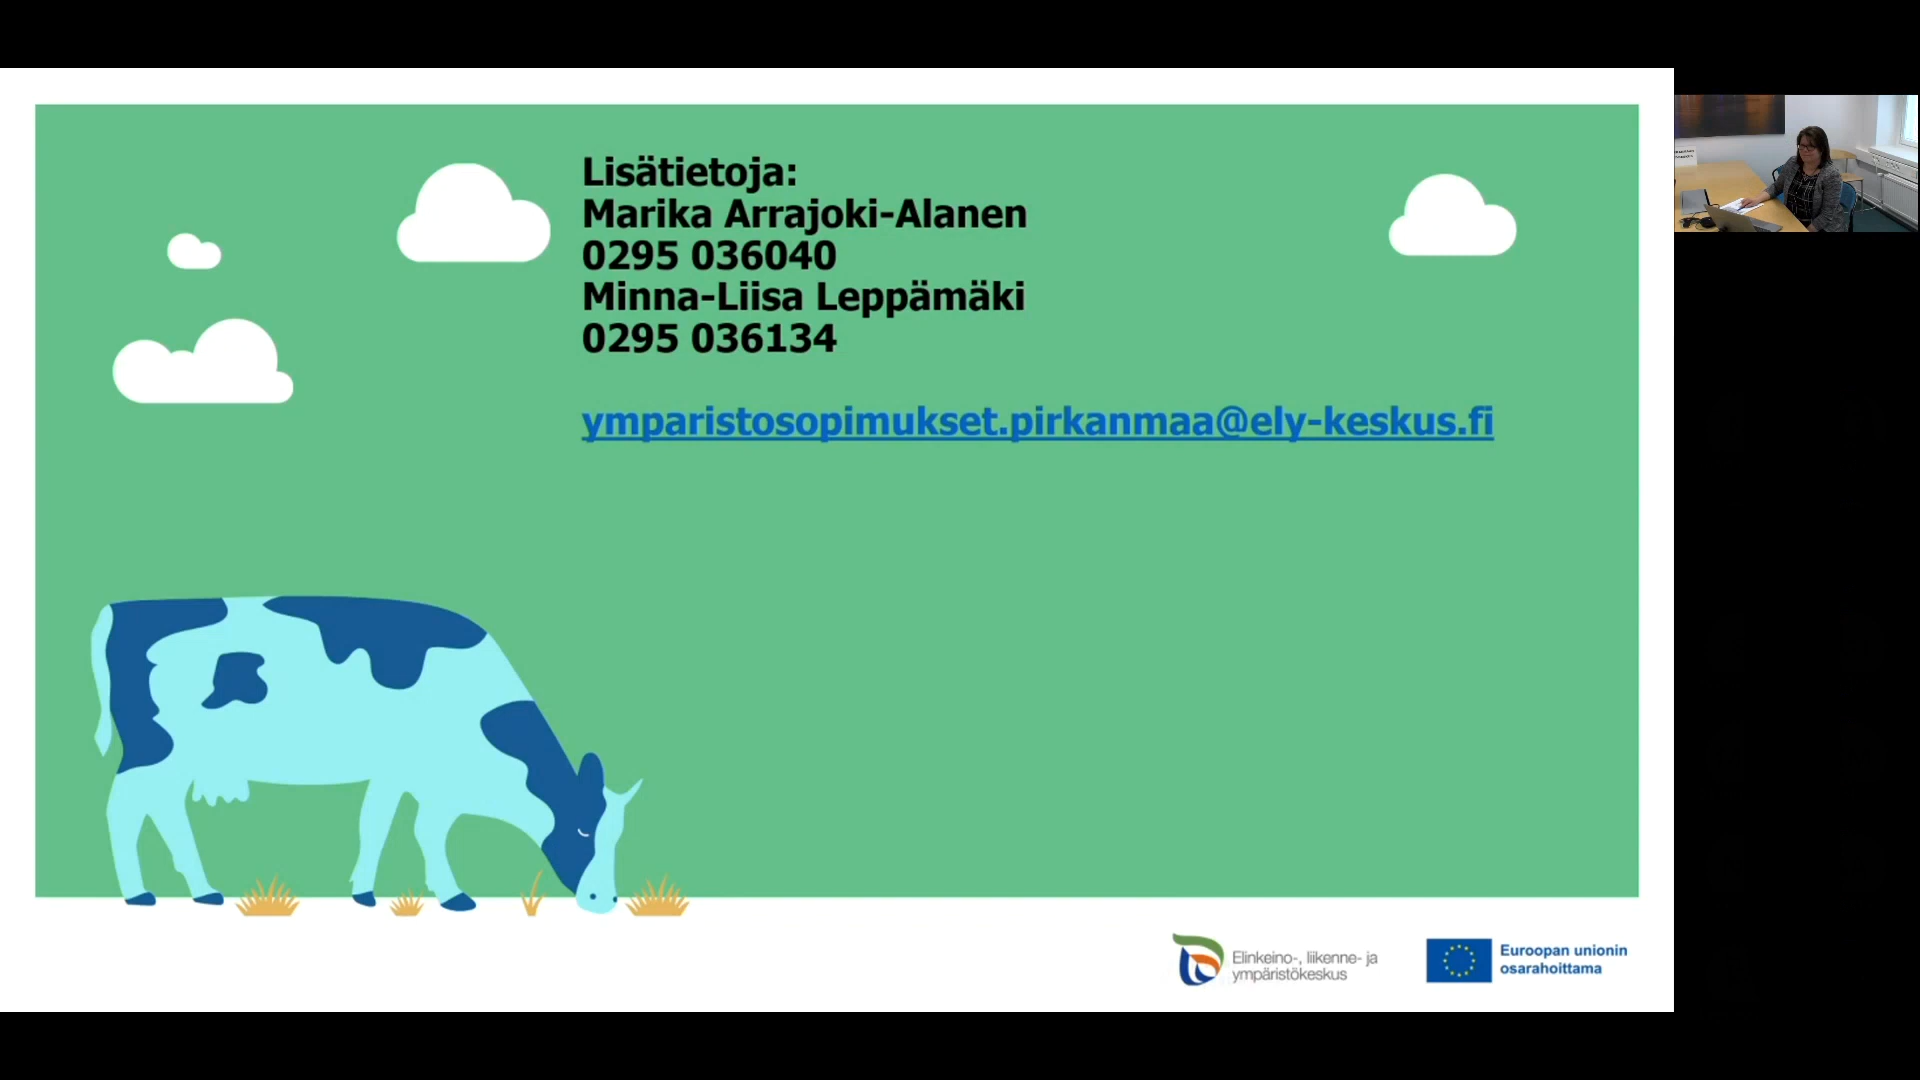 Lisätietoja:
Marika Arrajoki-Alanen
0295 036040
Minna-Liisa Leppämäki
0295 036134
ymparistosopimukset.pirkanmaa@ely-keskus.fi
Elinkeino-, liikenne- ja
ympäristökeskus
Euroopan unionin
osarahoittama